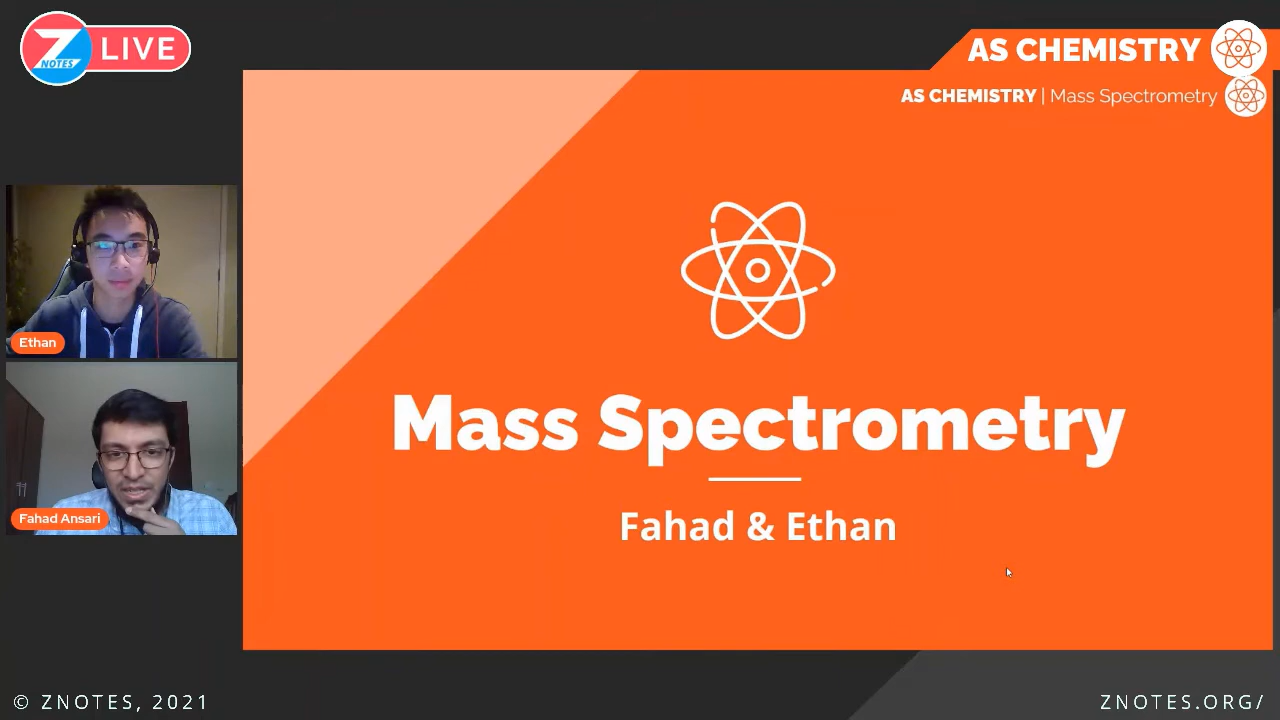 Z NOTES LIVE
AS CHEMISTRY
AS CHEMISTRY | Mass Spectrometry
Ethan
Fahad Ansari
Mass Spectrometry
Fahad & Ethan
© ZNOTES, 2021
ZNOTES.ORG/